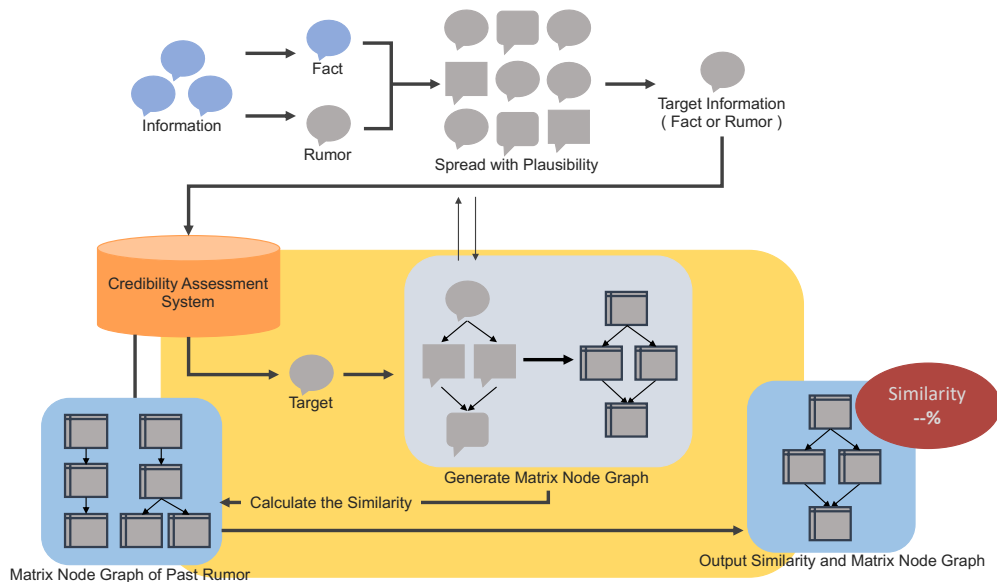 Fact
Information
Rumor
Spread with Plausibility
Target Information
( Fact or Rumor )
Credibility Assessment
System
Target
Generate Matrix Node Graph
Similarity
--%
Calculate the Similarity
Matrix Node Graph of Past Rumor
Output Similarity and Matrix Node Graph